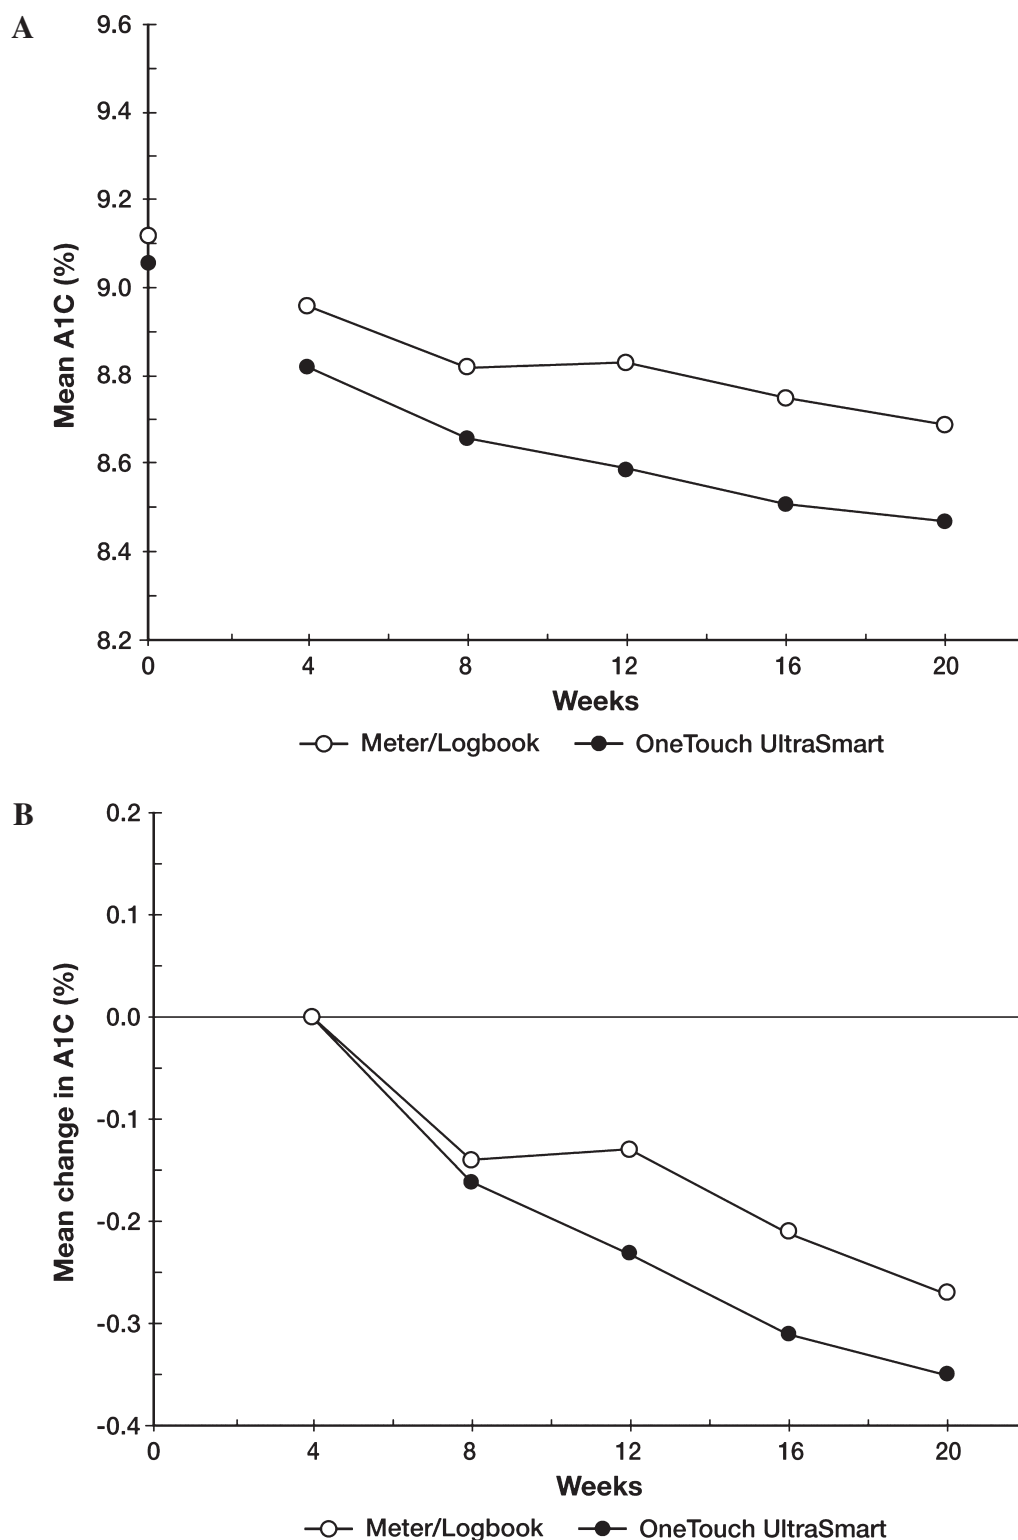 A
9.6
9.4
9.2
9.0
8.8
8.6
8.4
8.2
Mean A1C (%)
0 4 8 12 16 20
Weeks
Meter/Logbook OneTouch UltraSmart
B
0.2
0.1
0.0
-0.1
-0.2
-0.3
-0.4
Mean change in A1C (%)
0 4 8 12 16 20
Weeks
Meter/Logbook OneTouch UltraSmart